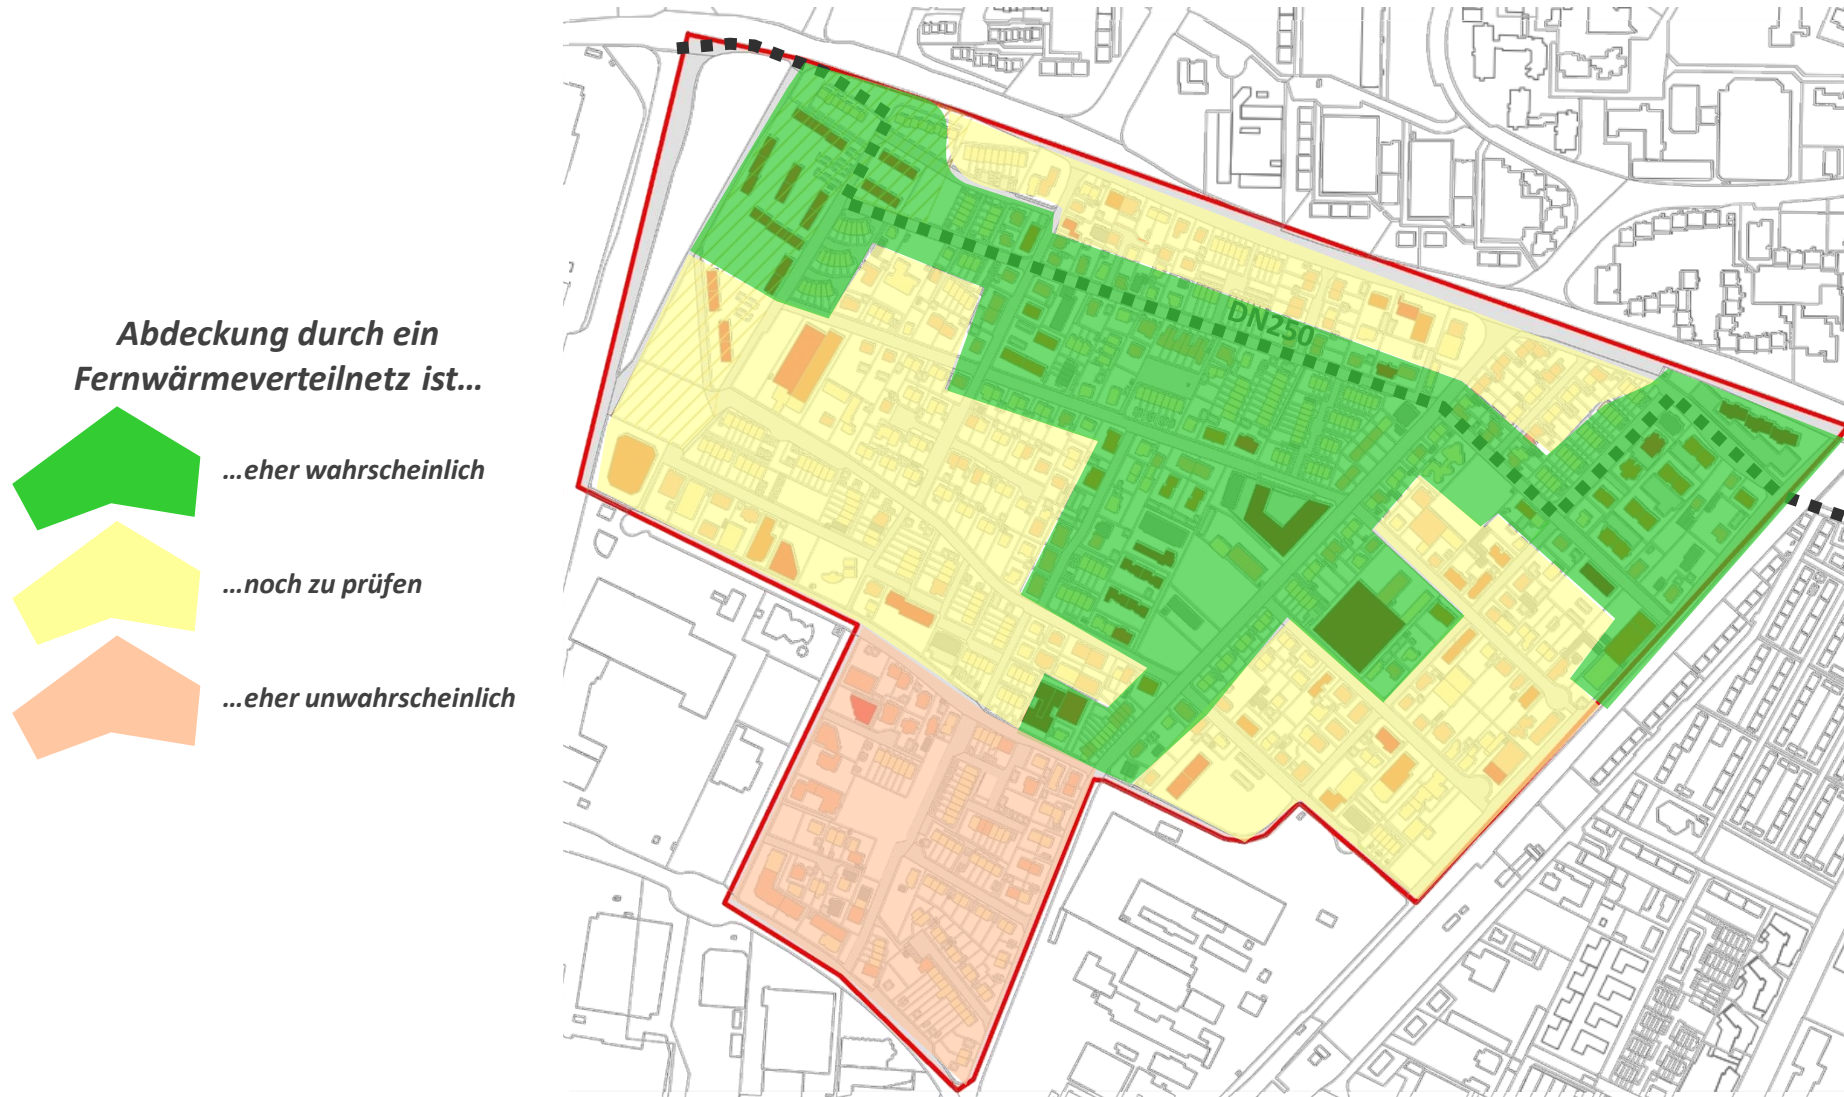 Abdeckung durch ein
Fernwärmeverteilnetz ist...
...eher wahrscheinlich
...noch zu prüfen
...eher unwahrscheinlich
DN250